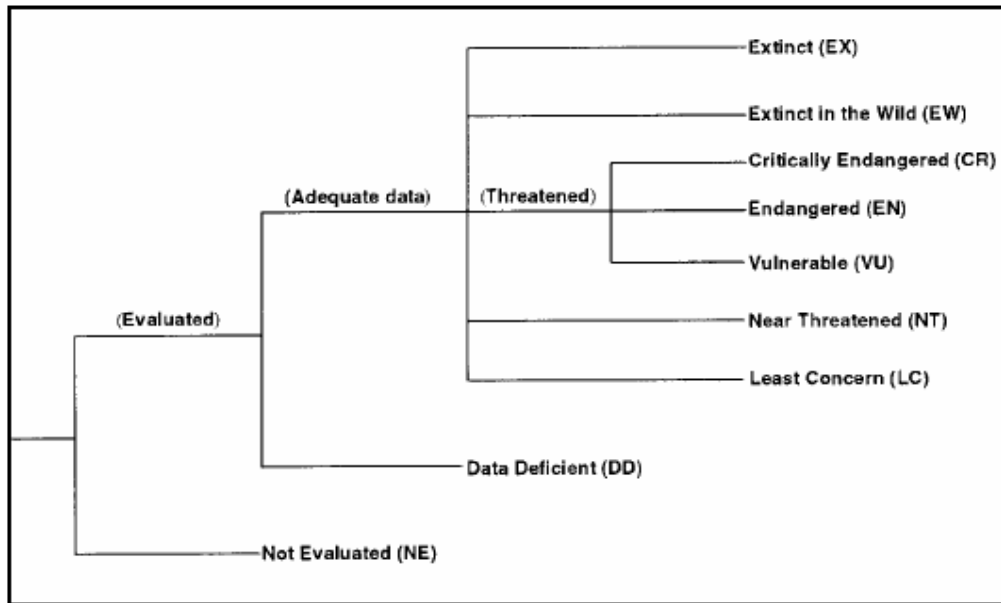 Extinct (EX)
Extinct in the Wild (EW)
Critically Endangered (CR)
(Adequate data)
(Threatened)
Endangered (EN)
Vulnerable (VU)
(Evaluated)
Near Threatened (NT)
Least Concern (LC)
Data Deficient (DD)
Not Evaluated (NE)